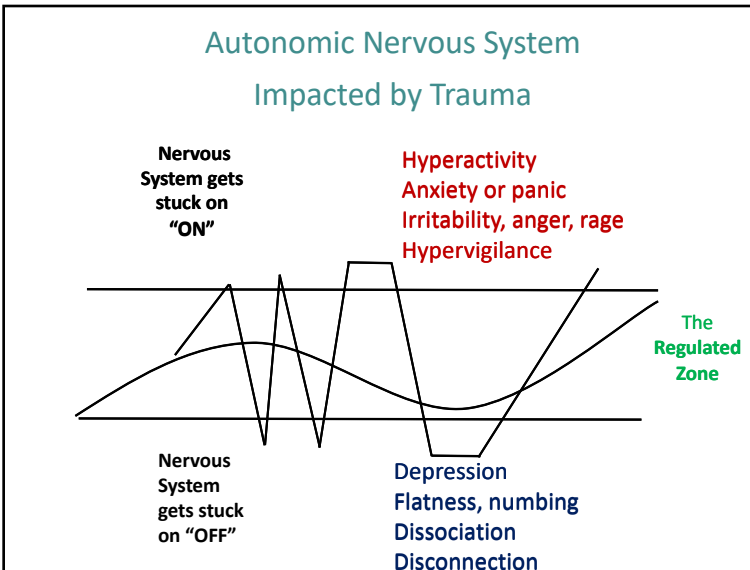 Autonomic Nervous System
Impacted by Trauma
Nervous
System gets
stuck on
“ON”
Hyperactivity
Anxiety or panic
Irritability, anger, rage
Hypervigilance
The
Regulated
Zone
Nervous
System
gets stuck
on “OFF”
Depression
Flatness, numbing
Dissociation
Disconnection